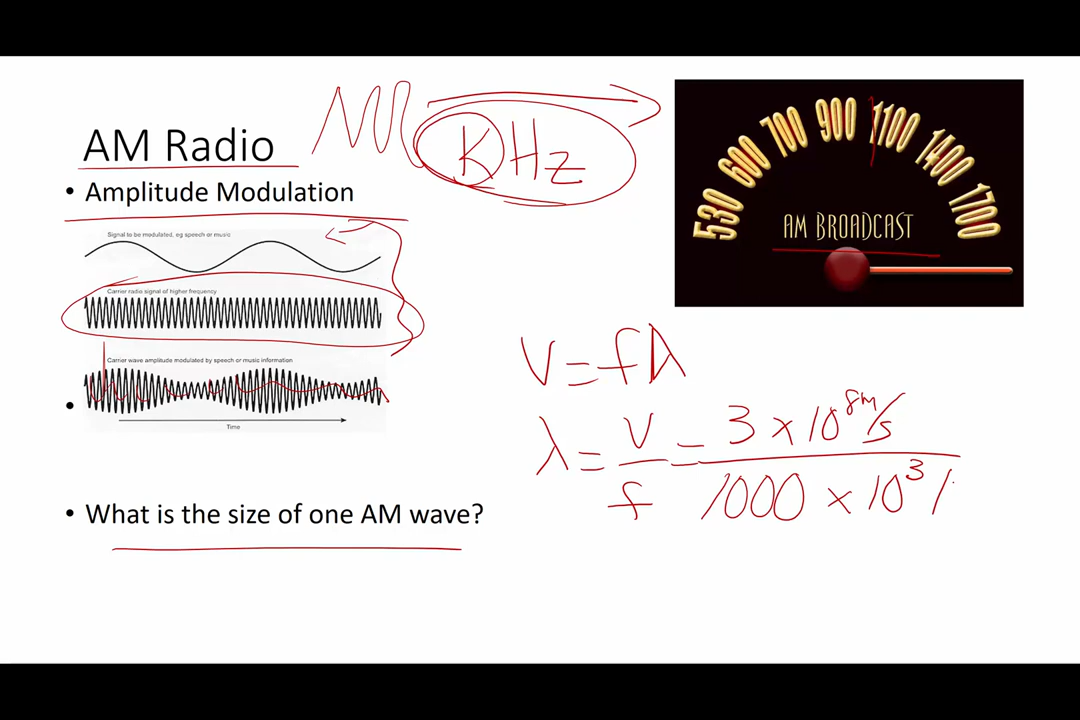 AM Radio
KHz
• Amplitude Modulation
Signal to be modulated, eg speech or music
Carrier radio signal of higher frequency
Carrier wave amplitude modulated by speech or music information
Time
•
• What is the size of one AM wave?
530 600 700 900 1100 1400 1700
AM BROADCAST
V = fλ
λ = V/f = 3 × 10⁸ m/s
1000 × 10³ 1